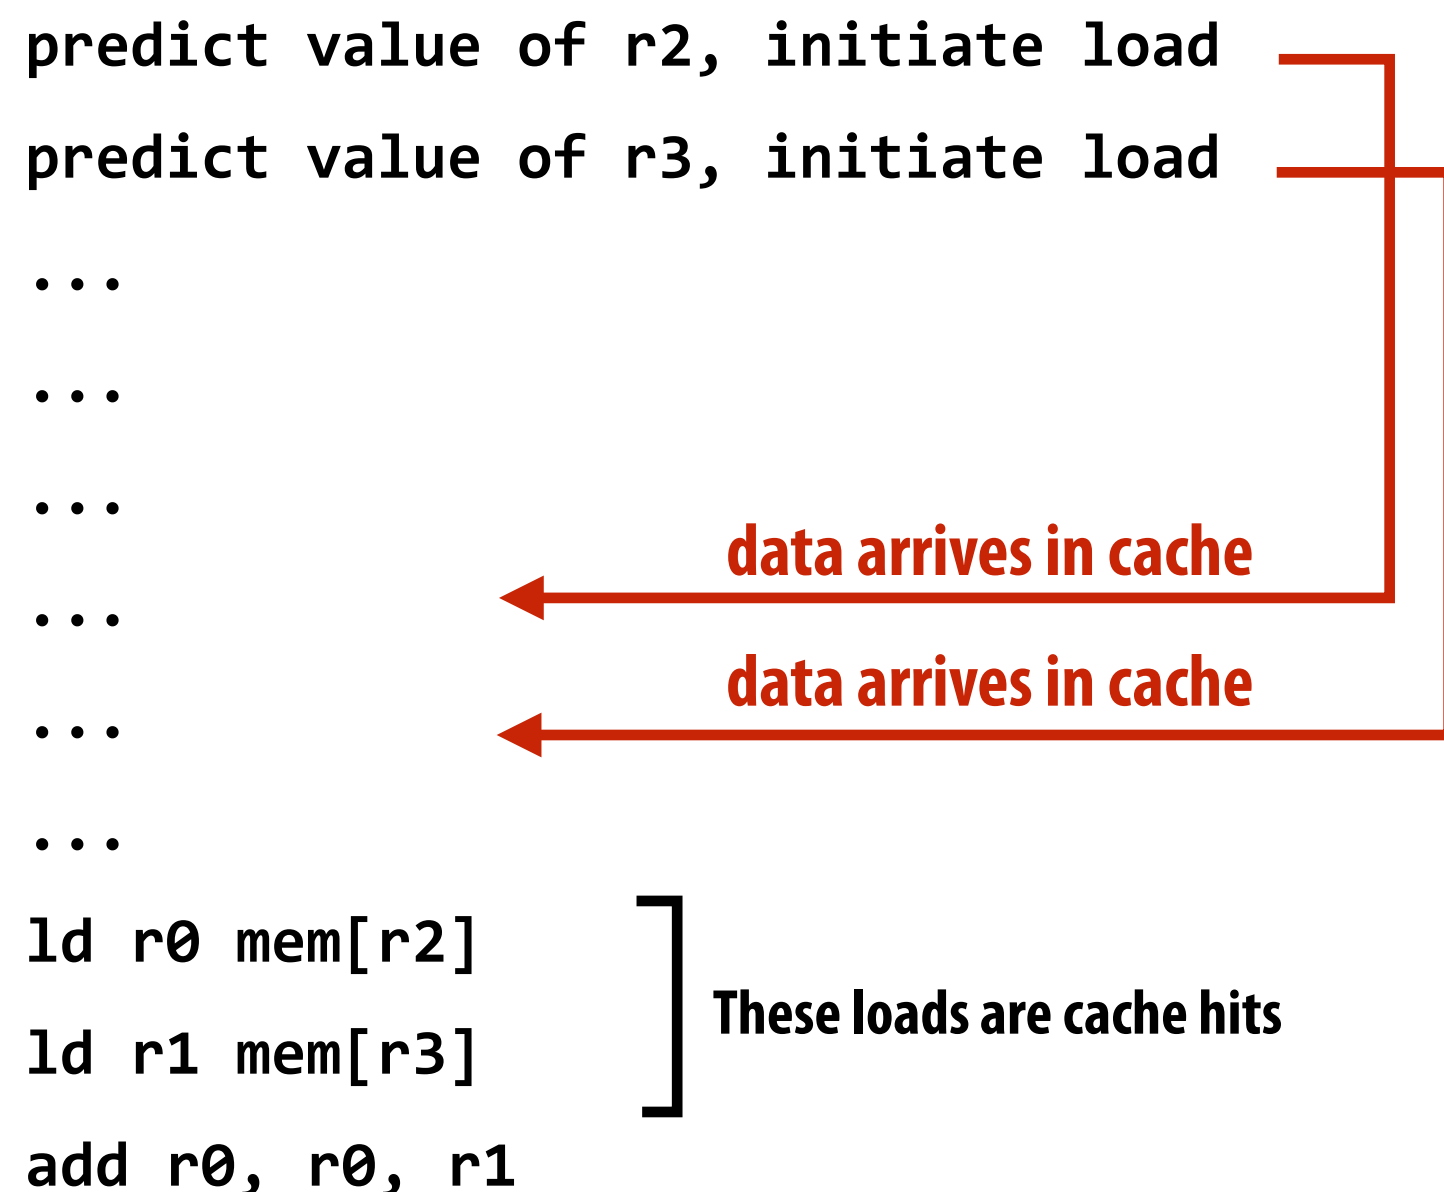 predict value of r2, initiate load
predict value of r3, initiate load
...
...
...
data arrives in cache
...
data arrives in cache
...
...
ld r0 mem[r2]
These loads are cache hits
ld r1 mem[r3]
add r0, r0, r1